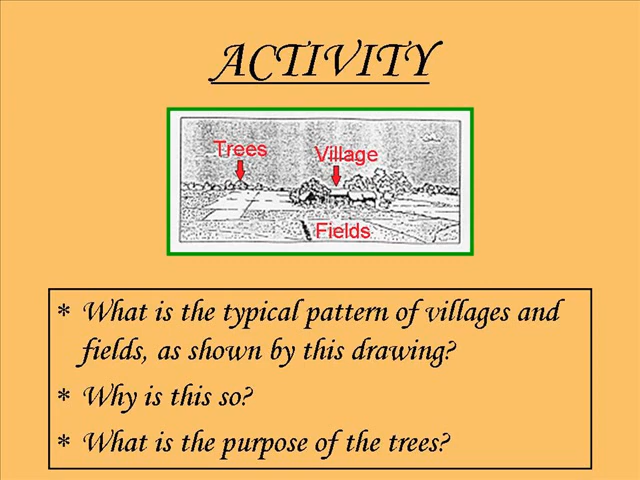 ACTIVITY
Trees
Village
Fields
* What is the typical pattern of villages and
fields, as shown by this drawing?
* Why is this so?
* What is the purpose of the trees?